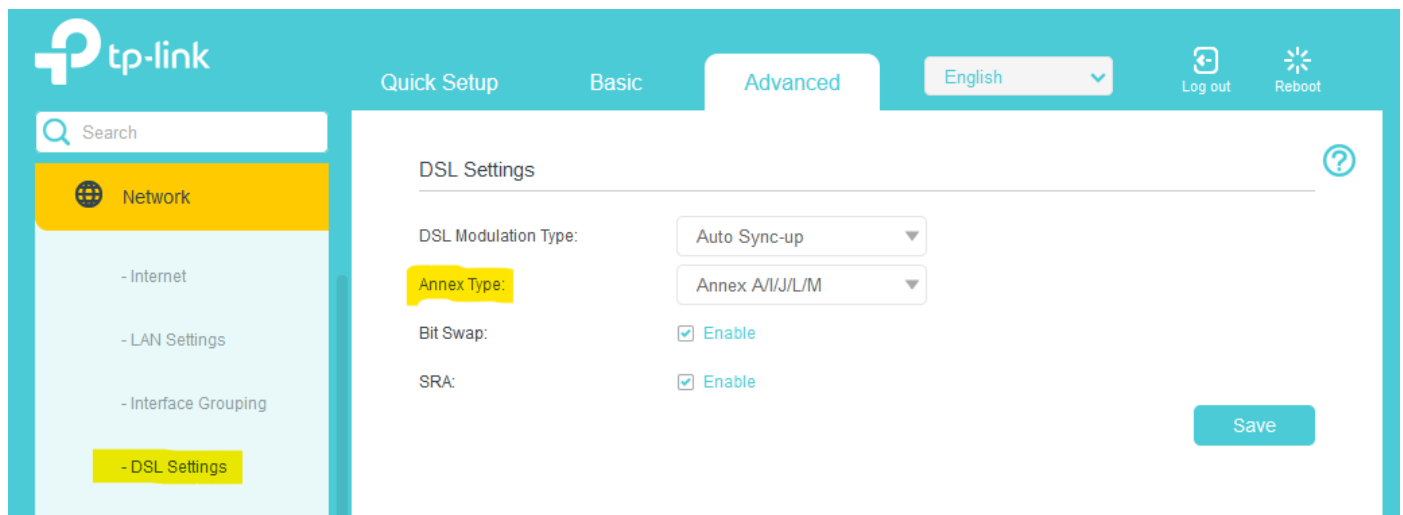 tp-link
Quick Setup Basic Advanced English Log out Reboot
Search
Network
- Internet
- LAN Settings
- Interface Grouping
- DSL Settings
DSL Settings
DSL Modulation Type: Auto Sync-up
Annex Type: Annex A/I/J/L/M
Bit Swap: Enable
SRA: Enable
Save